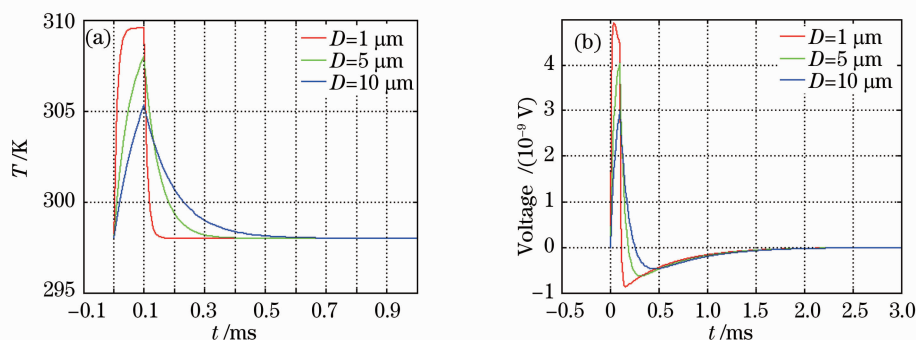 (a)
D=1 μm
D=5 μm
D=10 μm
310
305
300
295
T /K
-0.1 0 0.1 0.3 0.5 0.7 0.9
t /ms
(b)
D=1 μm
D=5 μm
D=10 μm
4
3
2
1
0
-1
Voltage /(10⁻⁹ V)
-0.5 0 0.5 1.0 1.5 2.0 2.5 3.0
t /ms